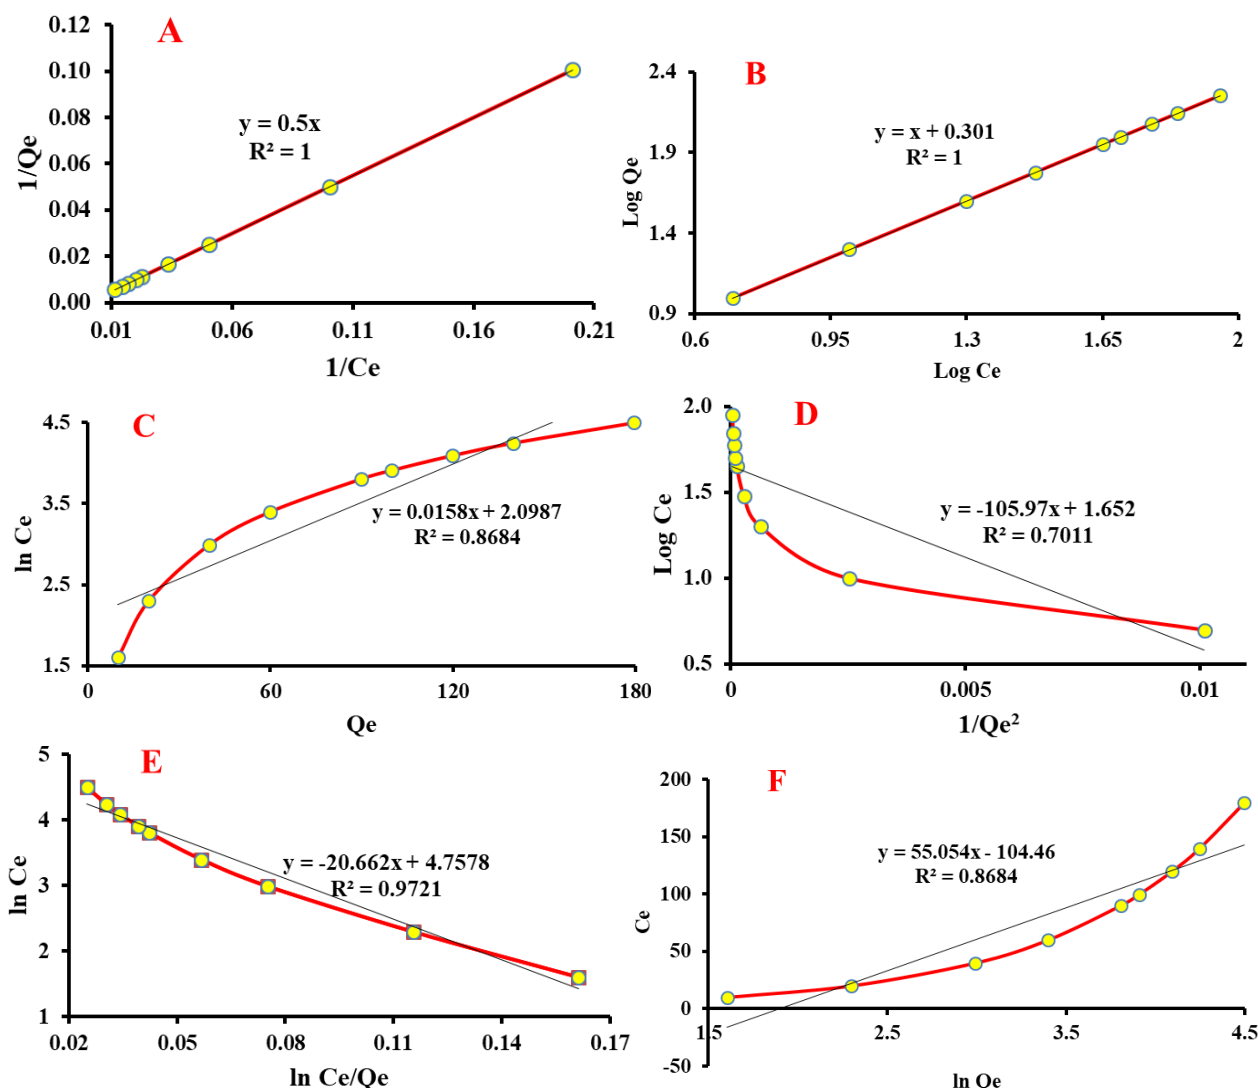 A
0.12
0.10
0.08
0.06
0.04
0.02
0.00
1/Qe
y = 0.5x
R² = 1
0.01 0.06 0.11 0.16 0.21
1/Ce
B
2.4
1.9
1.4
0.9
Log Qe
y = x + 0.301
R² = 1
0.6 0.95 1.3 1.65 2
Log Ce
C
4.5
3.5
2.5
1.5
ln Ce
y = 0.0158x + 2.0987
R² = 0.8684
0 60 120 180
Qe
D
2.0
1.5
1.0
0.5
Log Ce
y = -105.97x + 1.652
R² = 0.7011
0 0.005 0.01
1/Qe²
E
5
4
3
2
1
ln Ce
y = -20.662x + 4.7578
R² = 0.9721
0.02 0.05 0.08 0.11 0.14 0.17
ln Ce/Qe
F
200
150
100
50
0
-50
Ce
y = 55.054x - 104.46
R² = 0.8684
1.5 2.5 3.5 4.5
ln Qe